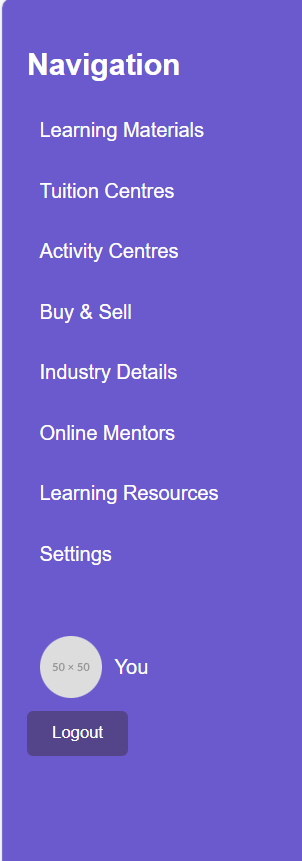 Navigation
Learning Materials
Tuition Centres
Activity Centres
Buy & Sell
Industry Details
Online Mentors
Learning Resources
Settings
50 × 50
You
Logout